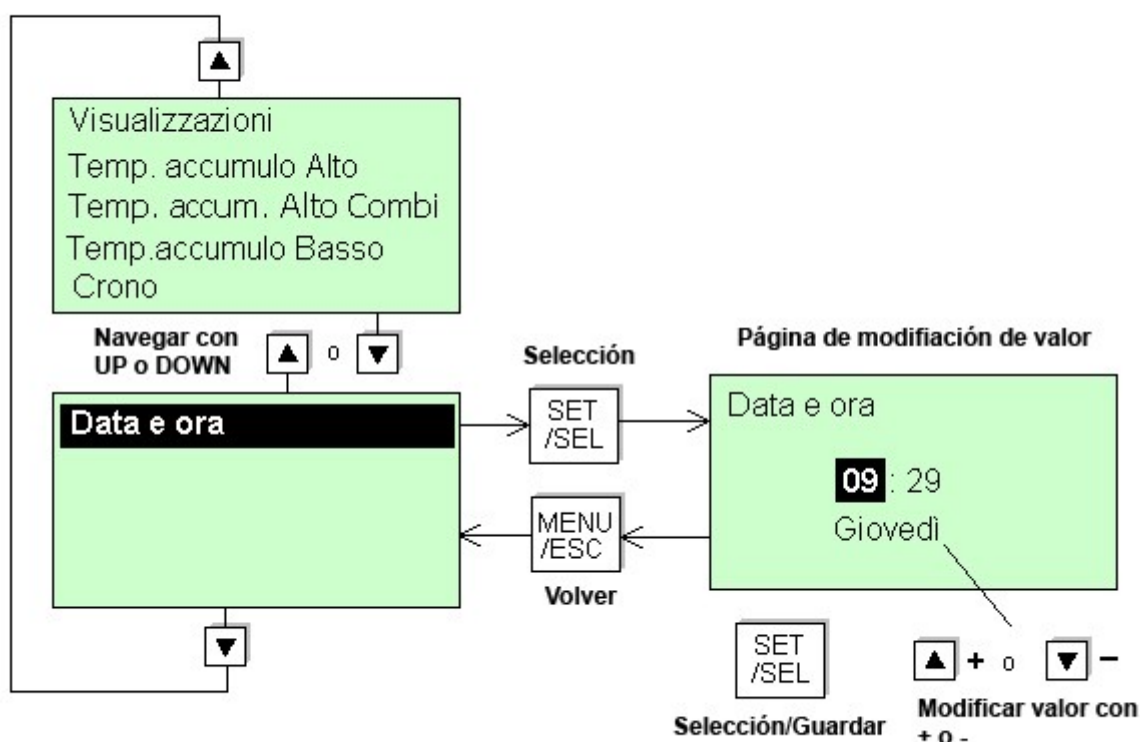 Visualizzazioni
Temp. accumulo Alto
Temp. accum. Alto Combi
Temp.accumulo Basso
Crono
Navegar con
UP o DOWN
▲ o ▼
Data e ora
Selección
SET
/SEL
MENU
/ESC
Volver
Página de modifiación de valor
Data e ora
09 : 29
Giovedì
SET
/SEL
Selección/Guardar
▲ + o ▼ –
Modificar valor con
+ o -